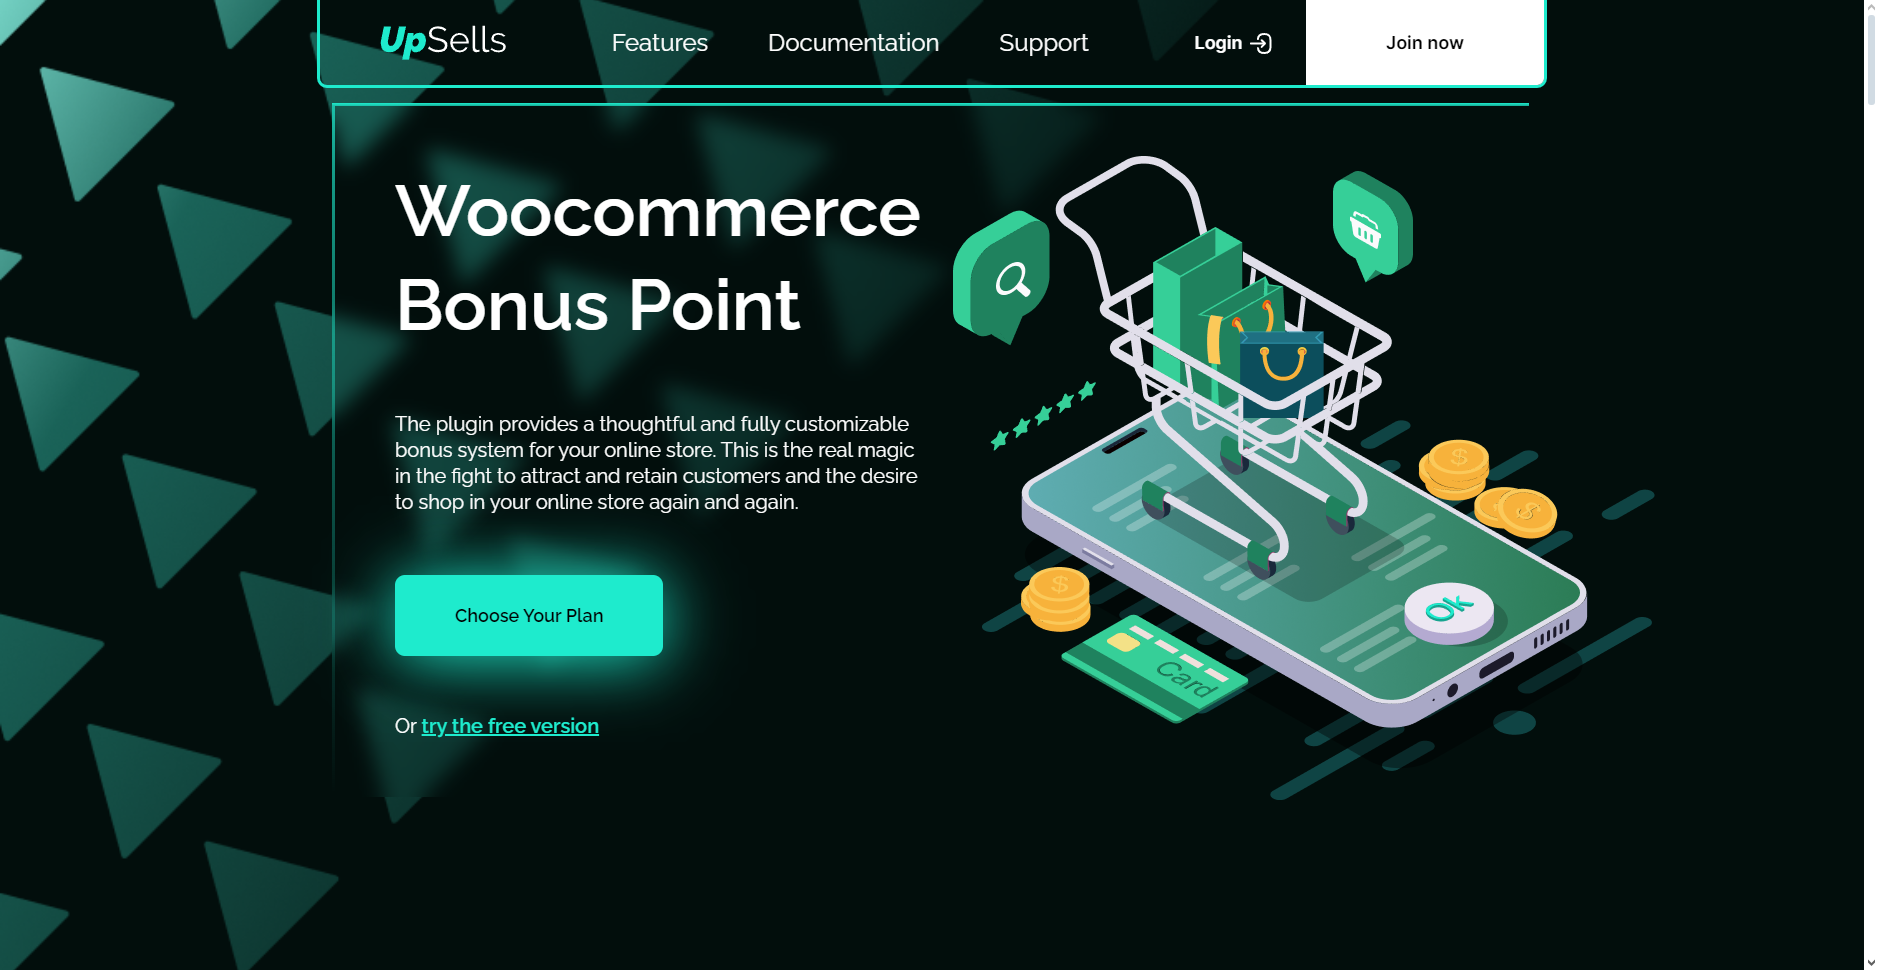 UpSells
Features
Documentation
Support
Login
Join now
Woocommerce
Bonus Point
The plugin provides a thoughtful and fully customizable
bonus system for your online store. This is the real magic
in the fight to attract and retain customers and the desire
to shop in your online store again and again.
Choose Your Plan
Or try the free version
$
$
$
Ok
Card